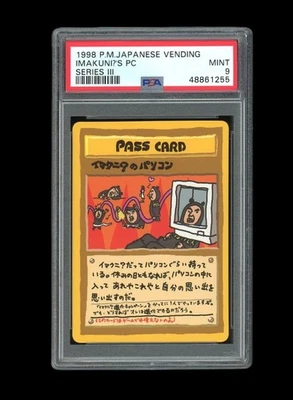 1998 P.M.JAPANESE VENDING
IMAKUNI?'S PC
SERIES III
MINT
9
PSA
48861255
PASS CARD
イマクニ?のパソコン
イマクニ?だってパソコンぐらい持って
いる。休みの日ともなれば、パソコンの中に
入って あれやこれやと自分の思い出を
思い出すのだ。